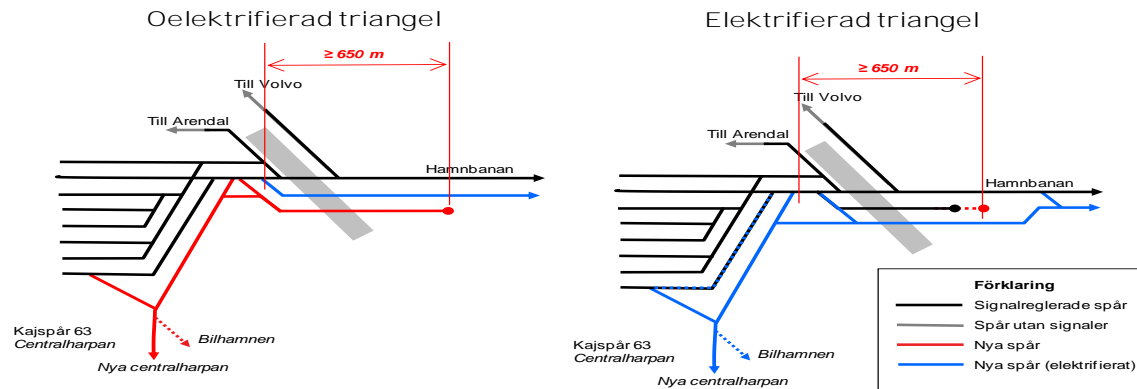 Oelektrifierad triangel
≥ 650 m
Till Volvo
Till Arendal
Hamnbanan
Kajspår 63
Centralharpan
Bilhamnen
Nya centralharpan
Elektrifierad triangel
≥ 650 m
Till Volvo
Till Arendal
Hamnbanan
Kajspår 63
Centralharpan
Bilhamnen
Nya centralharpan
Förklaring
Signalreglerade spår
Spår utan signaler
Nya spår
Nya spår (elektrifierat)